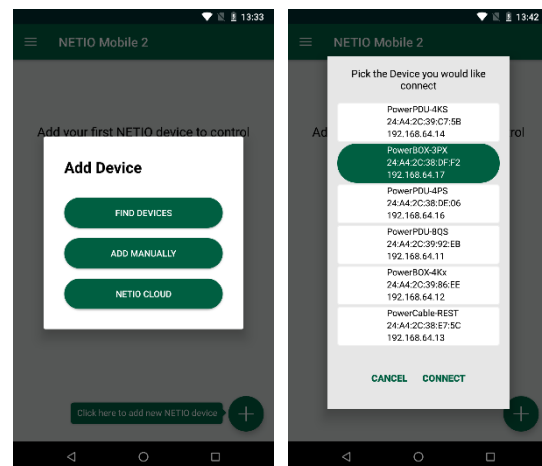 13:33
NETIO Mobile 2
Add your first NETIO device to control
Add Device
FIND DEVICES
ADD MANUALLY
NETIO CLOUD
Click here to add new NETIO device
13:42
NETIO Mobile 2
Ad
rol
Pick the Device you would like
connect
PowerPDU-4KS
24:A4:2C:39:C7:5B
192.168.64.14
PowerBOX-3PX
24:A4:2C:38:DF:F2
192.168.64.17
PowerPDU-4PS
24:A4:2C:38:DE:06
192.168.64.16
PowerPDU-8QS
24:A4:2C:39:92:EB
192.168.64.11
PowerBOX-4Kx
24:A4:2C:39:86:EE
192.168.64.12
PowerCable-REST
24:A4:2C:38:E7:5C
192.168.64.13
CANCEL CONNECT